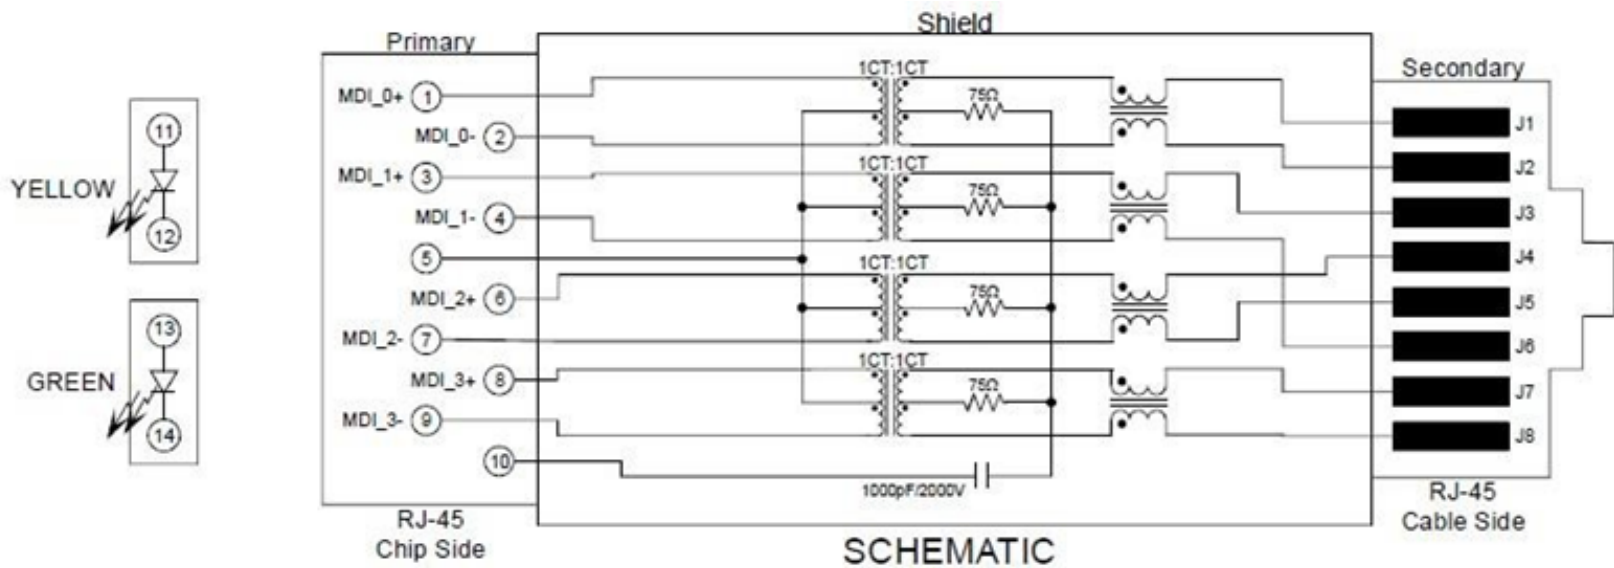 Shield
Primary
Secondary
1CT:1CT
MDI_0+ 1
75Ω
MDI_0- 2
J1
11
YELLOW
12
1CT:1CT
MDI_1+ 3
75Ω
MDI_1- 4
J2
J3
5
1CT:1CT
J4
MDI_2+ 6
75Ω
J5
13
GREEN
14
MDI_2- 7
J6
1CT:1CT
MDI_3+ 8
75Ω
J7
MDI_3- 9
J8
10
1000pF/2000V
RJ-45
Chip Side
RJ-45
Cable Side
SCHEMATIC